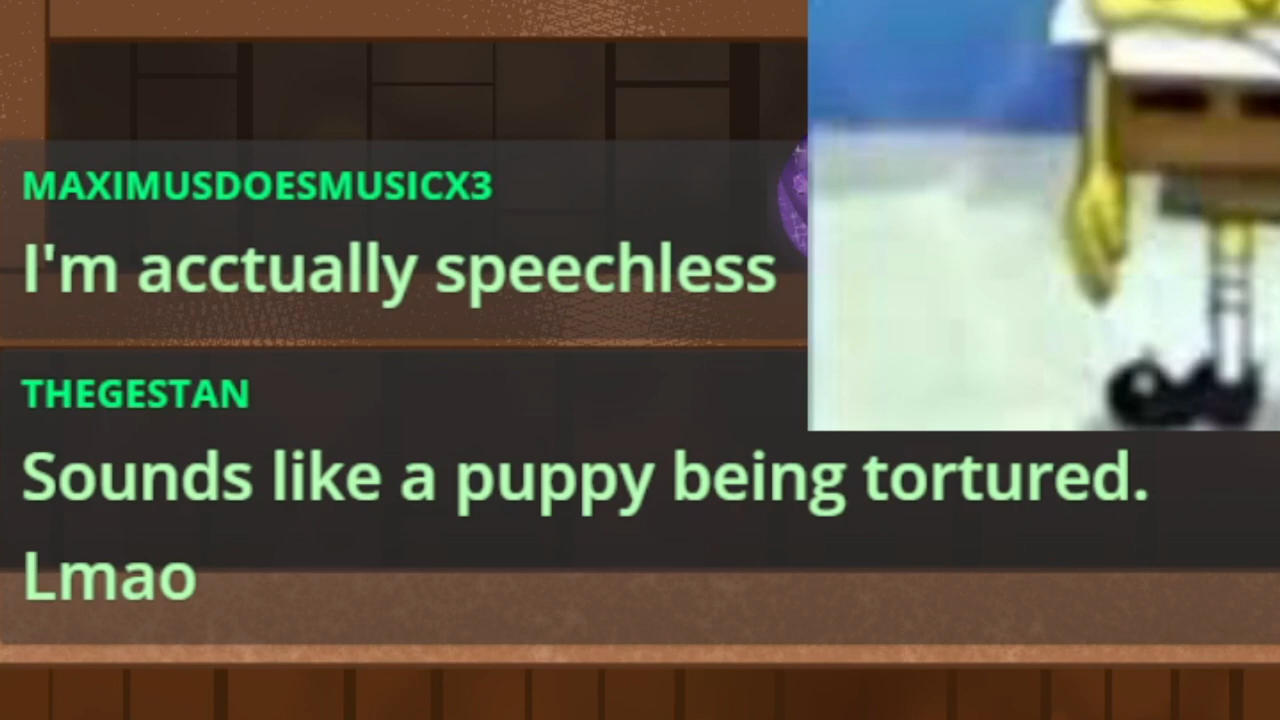 MAXIMUSDOESMUSICX3
I'm acctually speechless
THEGESTAN
Sounds like a puppy being tortured.
Lmao